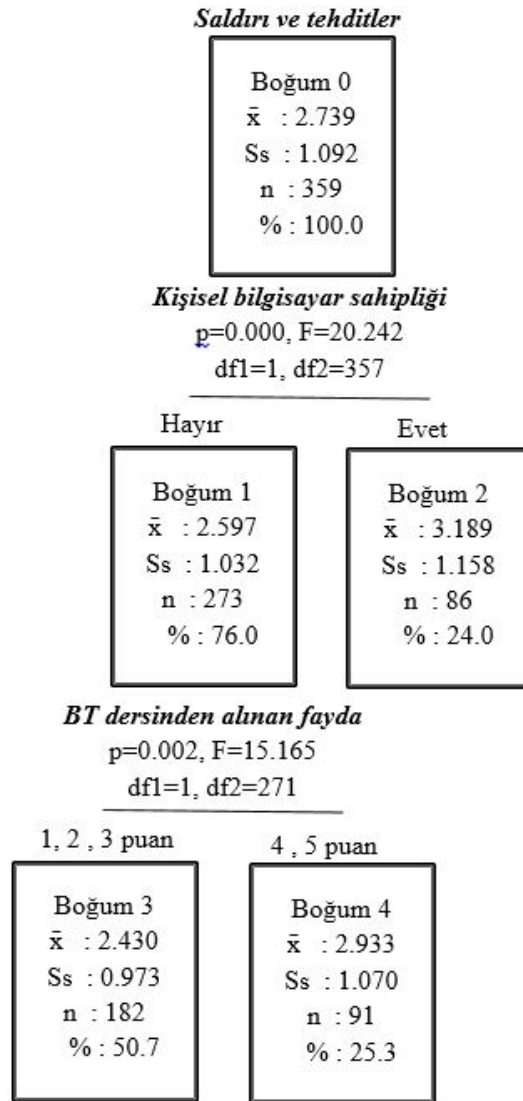 Saldırı ve tehditler
Boğum 0
x̄ : 2.739
Ss : 1.092
n : 359
% : 100.0
Kişisel bilgisayar sahipliği
p=0.000, F=20.242
df1=1, df2=357
Hayır
Evet
Boğum 1
x̄ : 2.597
Ss : 1.032
n : 273
% : 76.0
Boğum 2
x̄ : 3.189
Ss : 1.158
n : 86
% : 24.0
BT dersinden alınan fayda
p=0.002, F=15.165
df1=1, df2=271
1, 2 , 3 puan
4 , 5 puan
Boğum 3
x̄ : 2.430
Ss : 0.973
n : 182
% : 50.7
Boğum 4
x̄ : 2.933
Ss : 1.070
n : 91
% : 25.3